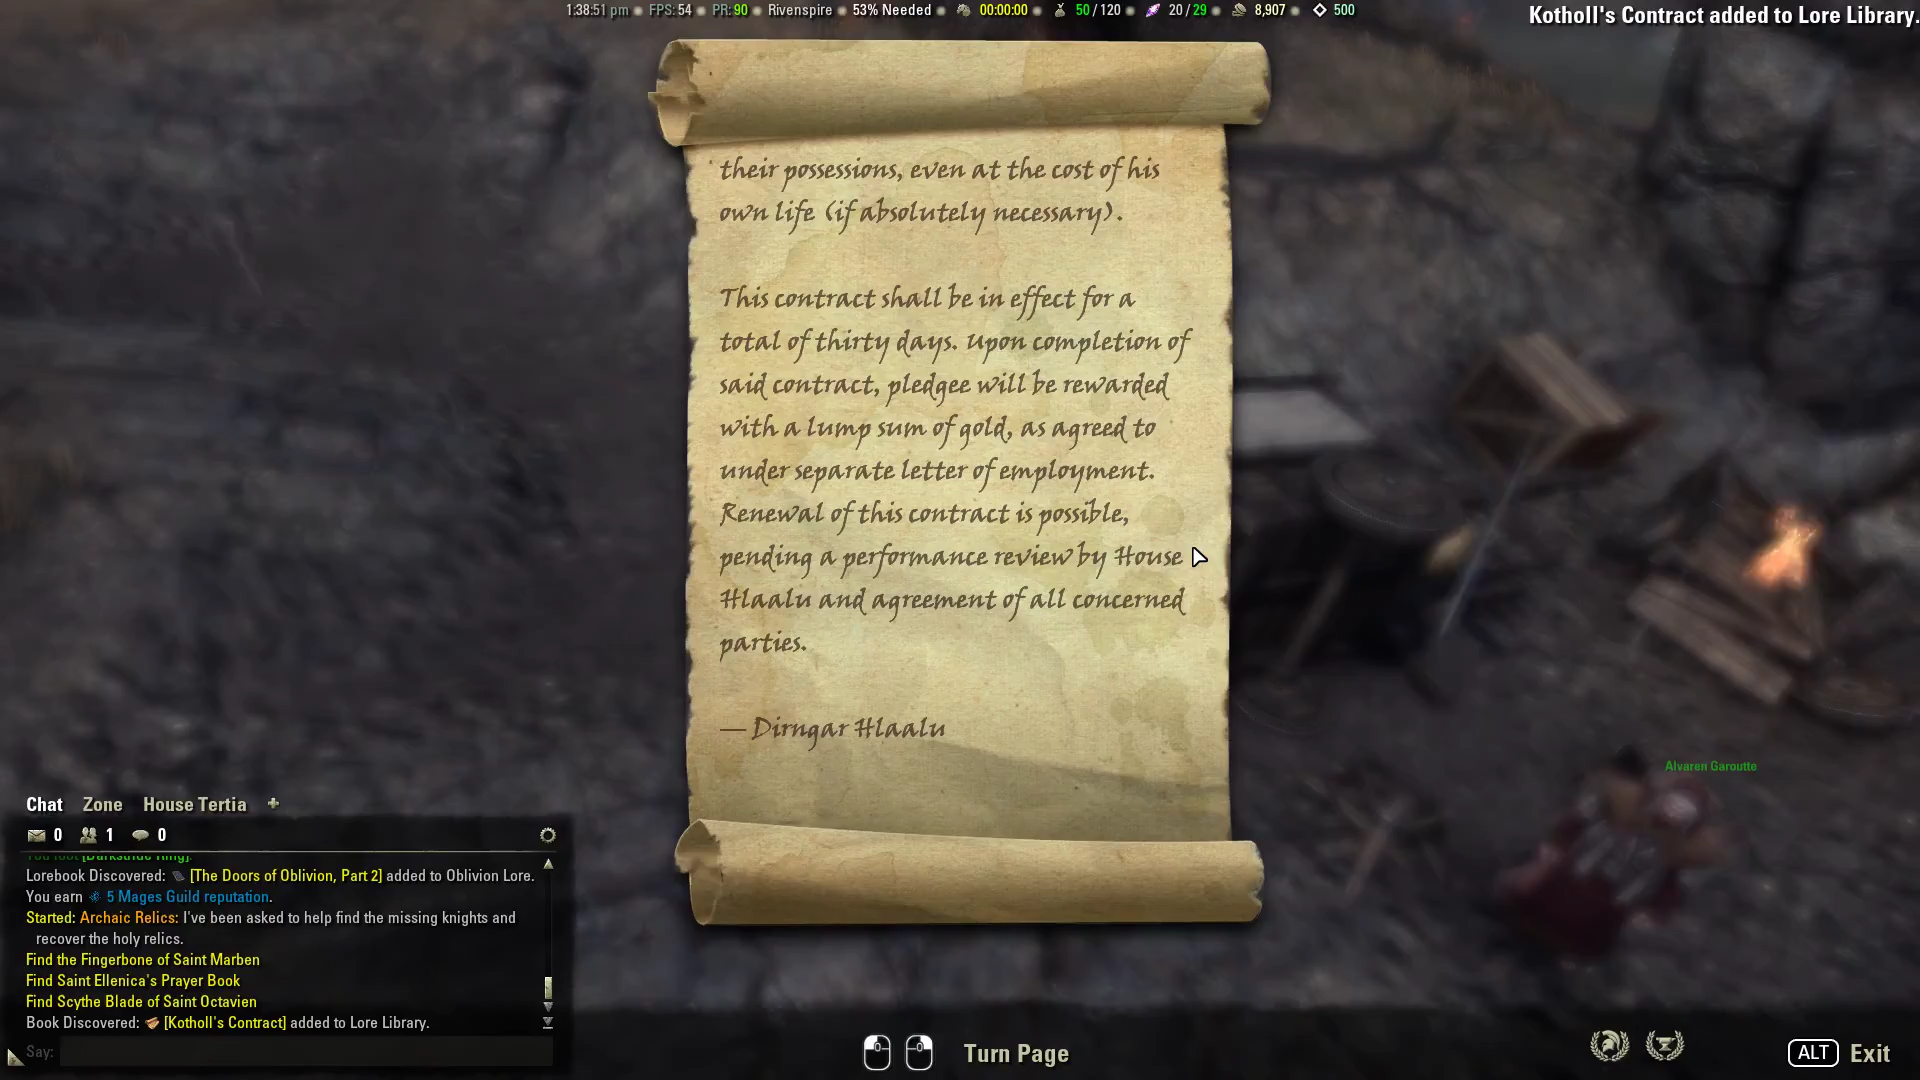 1:38:51 pm FPS: 54 PR: 90 Rivenspire 53% Needed 00:00:00 50 / 120 20 / 29 8,907 500
Kotholl's Contract added to Lore Library.
their possessions, even at the cost of his
own life (if absolutely necessary).
This contract shall be in effect for a
total of thirty days. Upon completion of
said contract, pledgee will be rewarded
with a lump sum of gold, as agreed to
under separate letter of employment.
Renewal of this contract is possible,
pending a performance review by House
Hlaalu and agreement of all concerned
parties.
— Dirngar Hlaalu
Alvaren Garoutte
Chat Zone House Tertia +
0 1 0
You loot [Darkstride Ring].
Lorebook Discovered: [The Doors of Oblivion, Part 2] added to Oblivion Lore.
You earn 5 Mages Guild reputation.
Started: Archaic Relics: I've been asked to help find the missing knights and
recover the holy relics.
Find the Fingerbone of Saint Marben
Find Saint Ellenica's Prayer Book
Find Scythe Blade of Saint Octavien
Book Discovered: [Kotholl's Contract] added to Lore Library.
Say:
Turn Page
ALT Exit